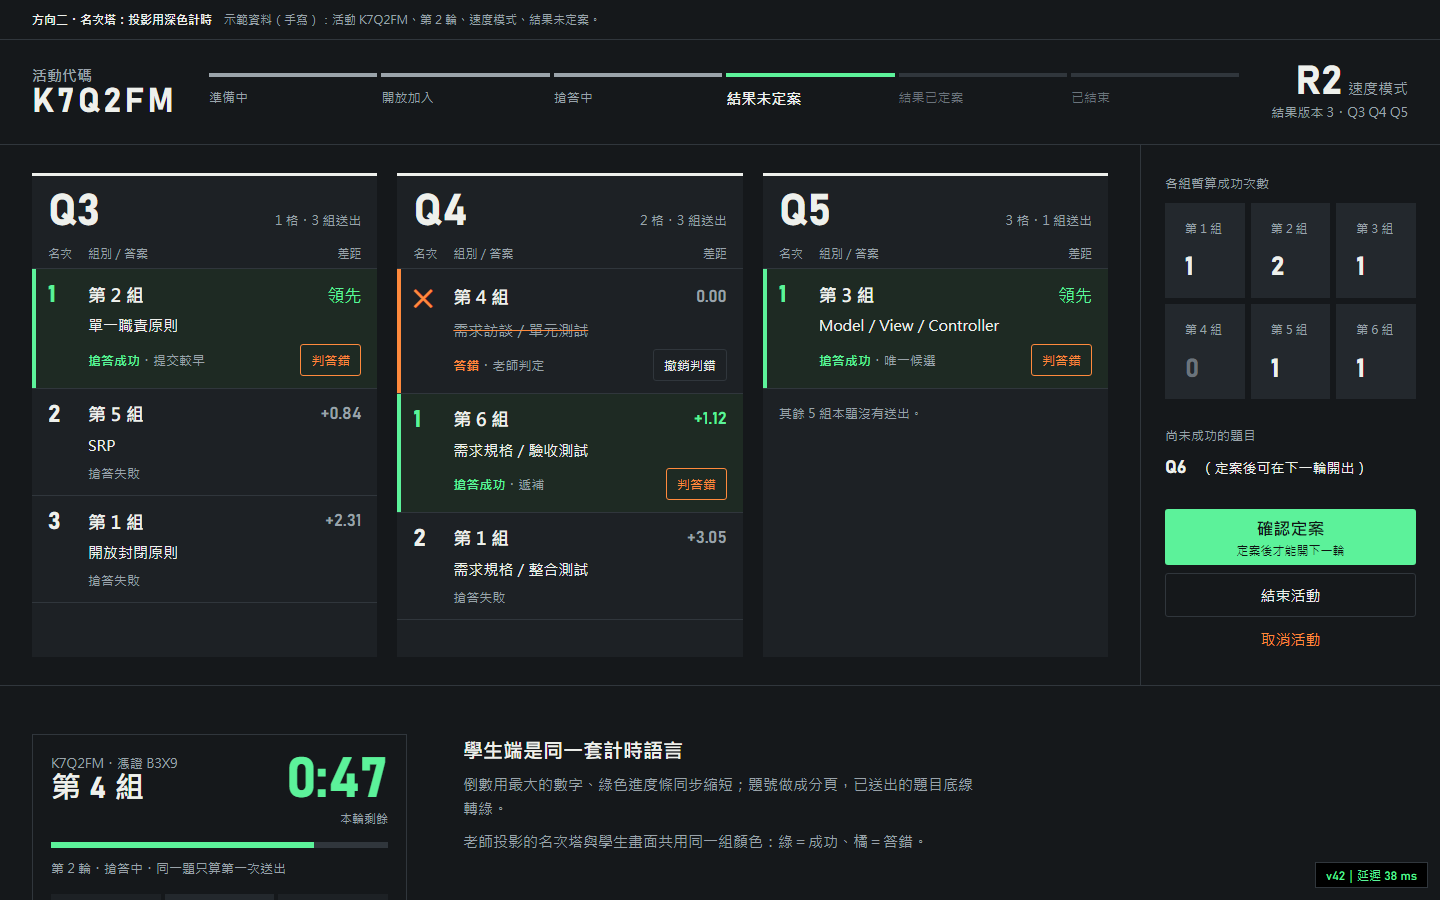 方向二・名次塔：投影用深色計時 示範資料（手寫）：活動 K7Q2FM、第 2 輪、速度模式、結果未定案。
活動代碼
K7Q2FM
準備中
開放加入
搶答中
結果未定案
結果已定案
已結束
R2 速度模式
結果版本 3・Q3 Q4 Q5
Q3
1 格・3 組送出
名次 組別 / 答案 差距
1 第 2 組 領先
單一職責原則
搶答成功・提交較早 判答錯
2 第 5 組 +0.84
SRP
搶答失敗
3 第 1 組 +2.31
開放封閉原則
搶答失敗
Q4
2 格・3 組送出
名次 組別 / 答案 差距
第 4 組 0.00
需求訪談 / 單元測試
答錯・老師判定 撤銷判錯
1 第 6 組 +1.12
需求規格 / 驗收測試
搶答成功・遞補 判答錯
2 第 1 組 +3.05
需求規格 / 整合測試
搶答失敗
Q5
3 格・1 組送出
名次 組別 / 答案 差距
1 第 3 組 領先
Model / View / Controller
搶答成功・唯一候選 判答錯
其餘 5 組本題沒有送出。
各組暫算成功次數
第 1 組 第 2 組 第 3 組
1 2 1
第 4 組 第 5 組 第 6 組
0 1 1
尚未成功的題目
Q6 （定案後可在下一輪開出）
確認定案
定案後才能開下一輪
結束活動
取消活動
K7Q2FM・憑證 B3X9
第 4 組
0:47
本輪剩餘
第 2 輪・搶答中・同一題只算第一次送出
學生端是同一套計時語言
倒數用最大的數字、綠色進度條同步縮短；題號做成分頁，已送出的題目底線
轉綠。
老師投影的名次塔與學生畫面共用同一組顏色：綠＝成功、橘＝答錯。
v42 | 延遲 38 ms